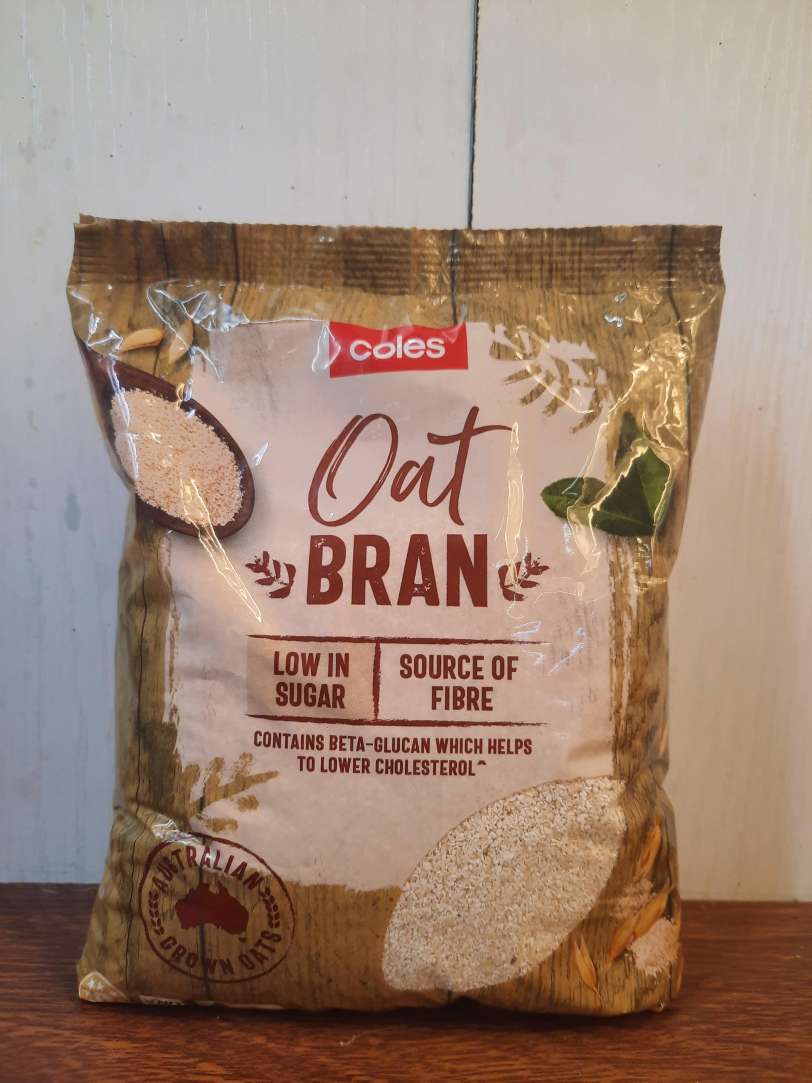 coles
Oat
BRAN
LOW IN
SUGAR
SOURCE OF
FIBRE
CONTAINS BETA-GLUCAN WHICH HELPS
TO LOWER CHOLESTEROL^
AUSTRALIAN
GROWN OATS